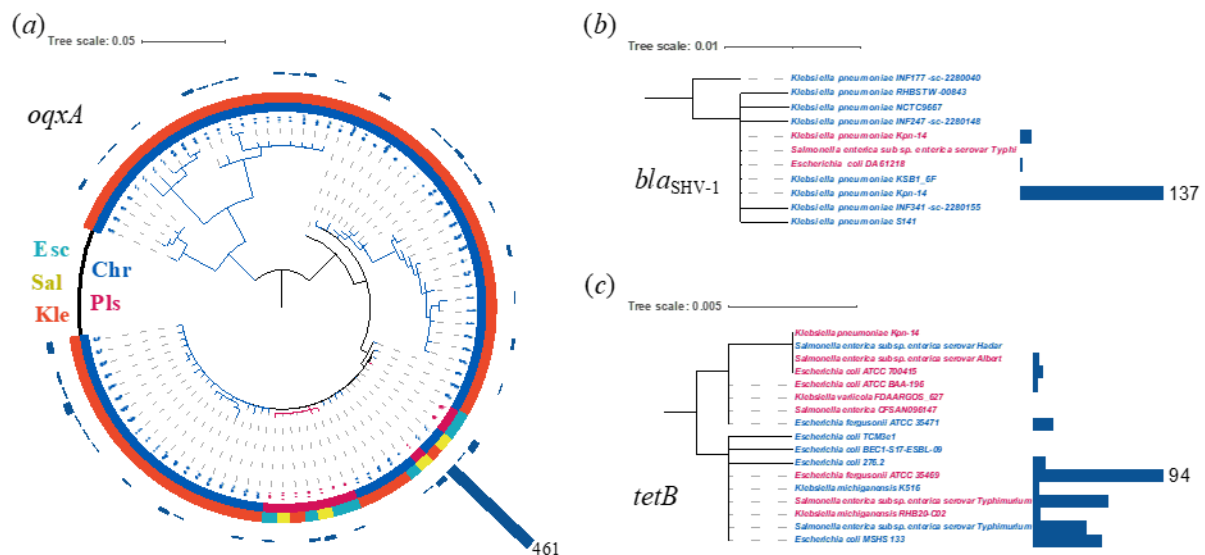 (a)
Tree scale: 0.05
oqxA
Esc
Sal
Kle
Chr
Pls
461
(b)
Tree scale: 0.01
Klebsiella pneumoniae INF177 -sc-2280040
Klebsiella pneumoniae RHBSTW -00843
Klebsiella pneumoniae NCTC9667
Klebsiella pneumoniae INF247 -sc-2280148
Klebsiella pneumoniae Kpn-14
Salmonella enterica subsp. enterica serovar Typhi
Escherichia coli DA61218
Klebsiella pneumoniae KSB1_6F
Klebsiella pneumoniae Kpn-14
Klebsiella pneumoniae INF341 -sc-2280155
Klebsiella pneumoniae S141
blaSHV-1
137
(c)
Tree scale: 0.005
Klebsiella pneumoniae Kpn-14
Salmonella enterica subsp. enterica serovar Hadar
Salmonella enterica subsp. enterica serovar Albert
Escherichia coli ATCC 700415
Escherichia coli ATCC BAA-196
Klebsiella variicola FDAARGOS_627
Salmonella enterica CFSAN096147
Escherichia fergusonii ATCC 35471
Escherichia coli TCM3e1
Escherichia coli BEC1-S17-ESBL-09
Escherichia coli 276.2
Escherichia fergusonii ATCC 35469
Klebsiella michiganensis K516
Salmonella enterica subsp. enterica serovar Typhimurium
Klebsiella michiganensis RHB20-C02
Salmonella enterica subsp. enterica serovar Typhimurium
Escherichia coli MSHS 133
tetB
94